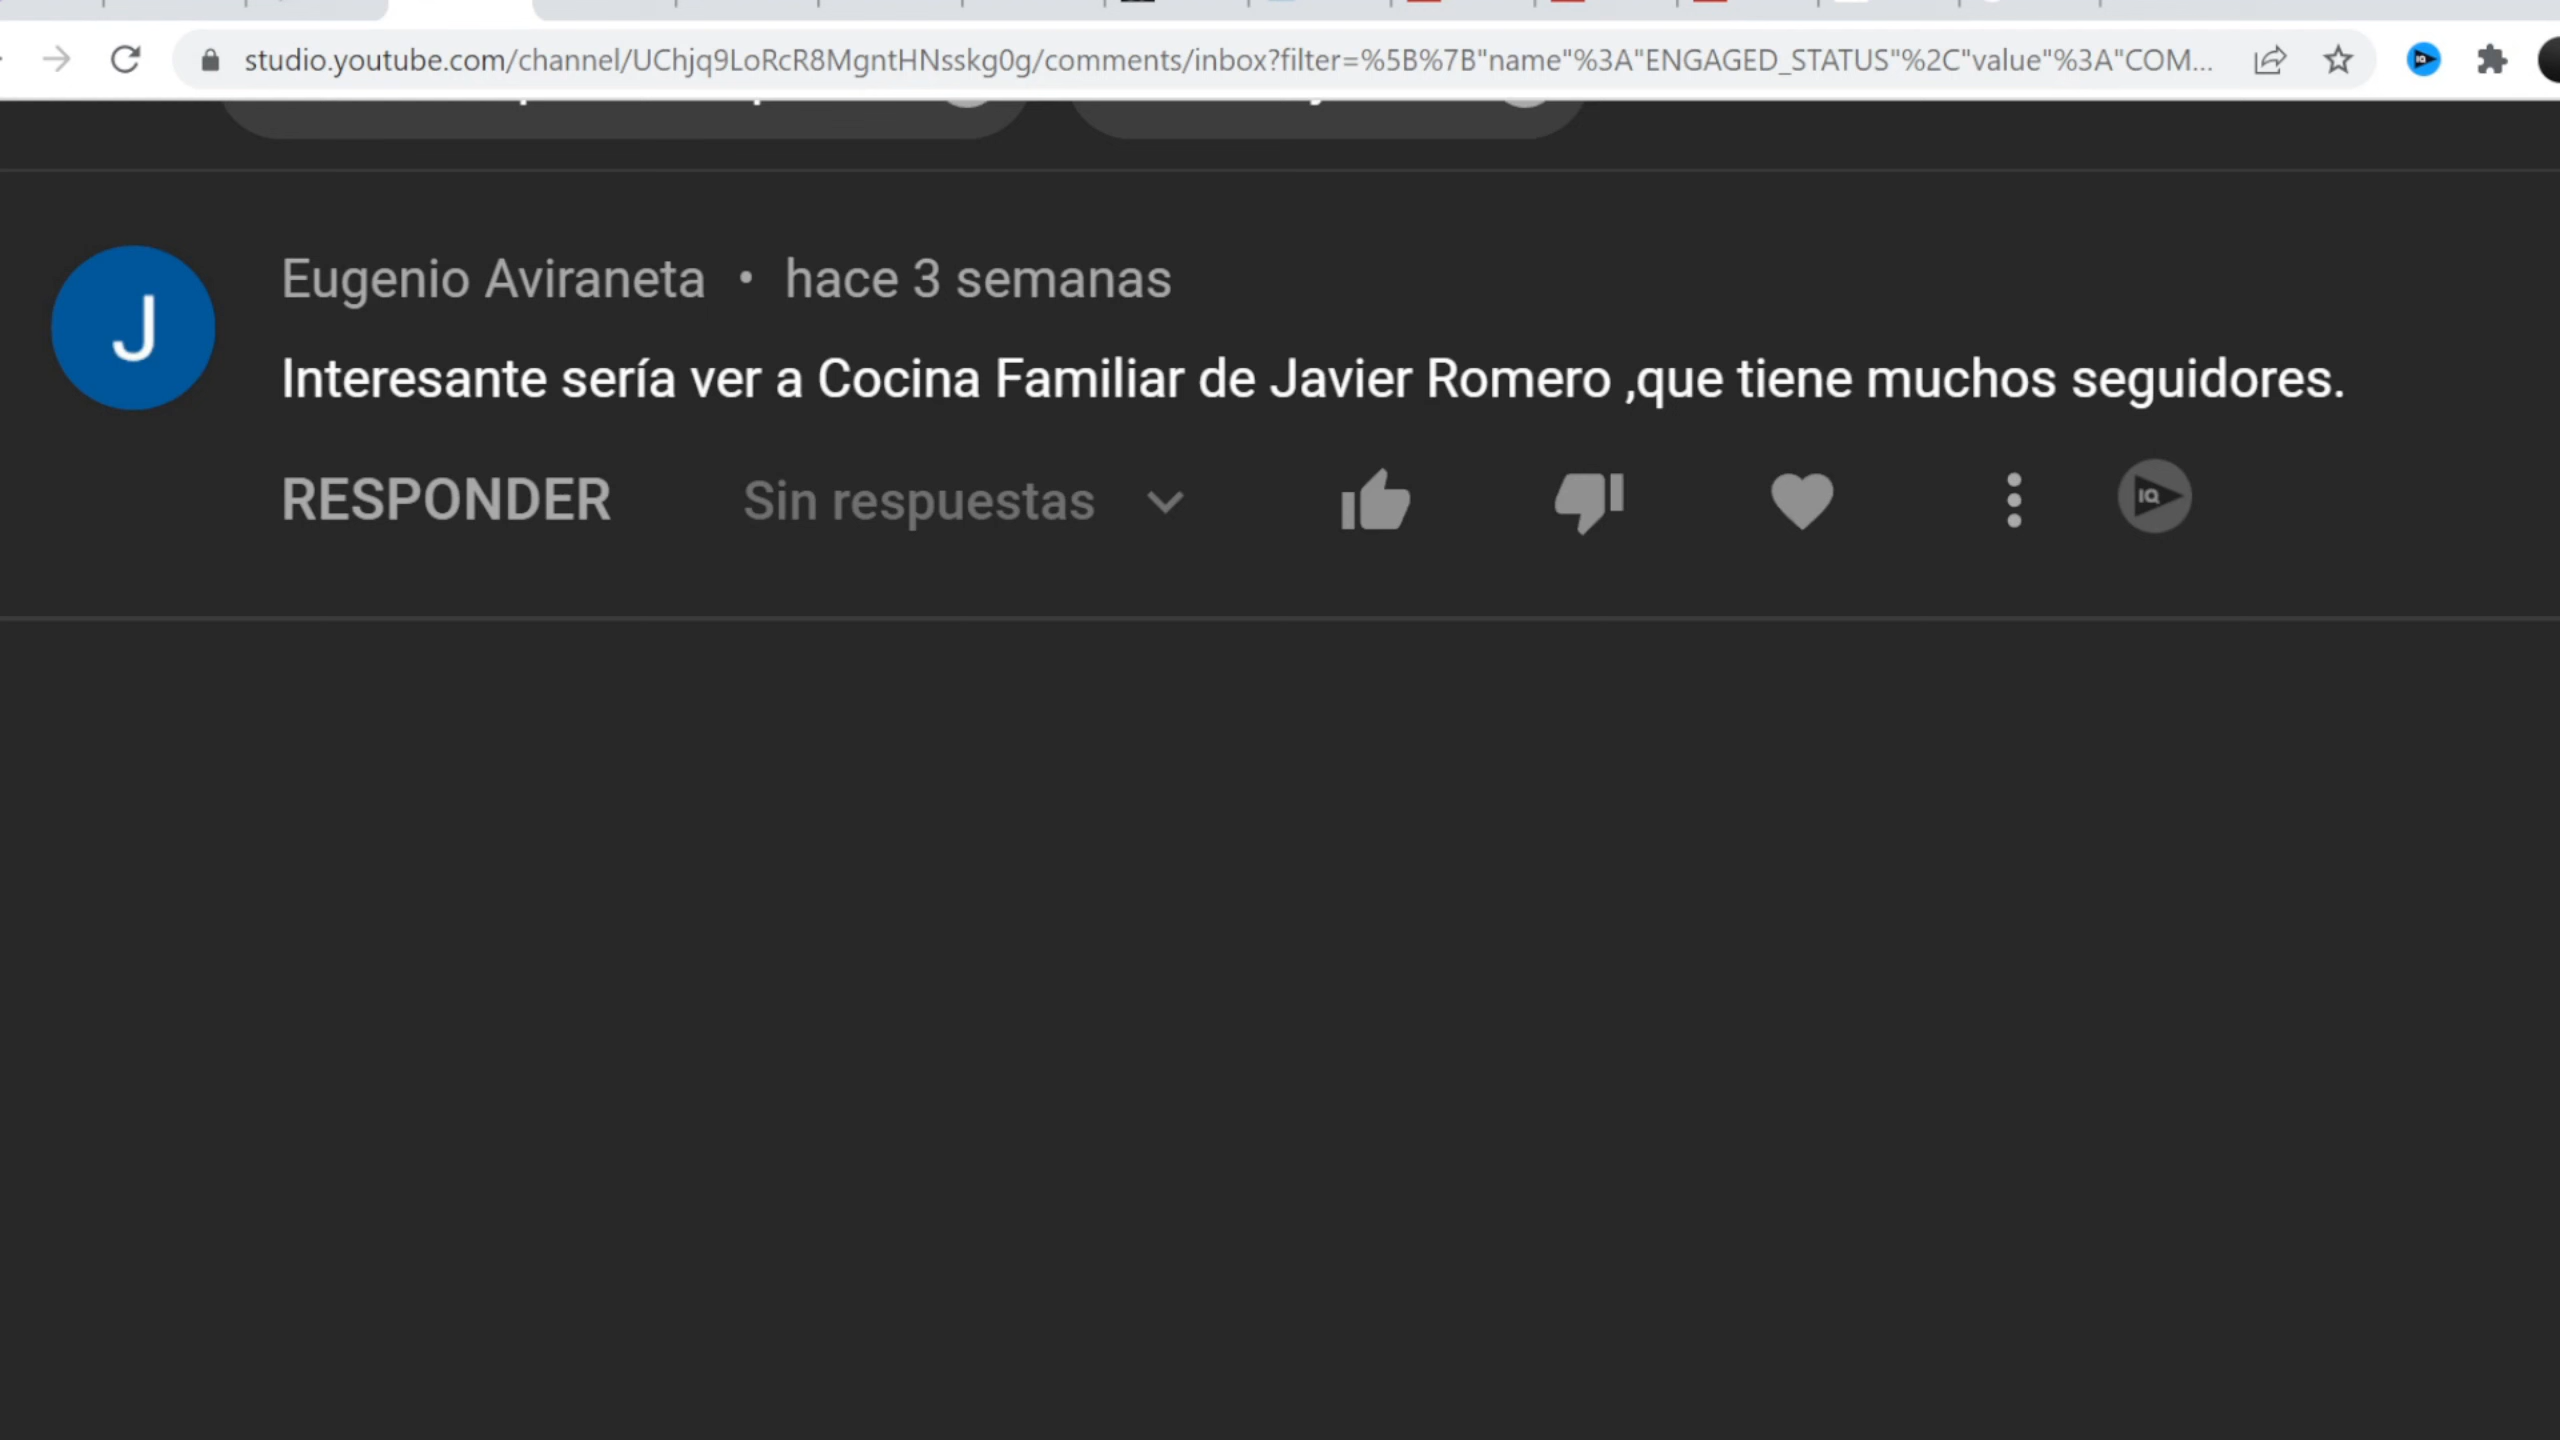 studio.youtube.com/channel/UChjq9LoRcR8MgntHNsskg0g/comments/inbox?filter=%5B%7B"name"%3A"ENGAGED_STATUS"%2C"value"%3A"COM...
Eugenio Aviraneta • hace 3 semanas
J
Interesante sería ver a Cocina Familiar de Javier Romero ,que tiene muchos seguidores.
RESPONDER Sin respuestas
IQ